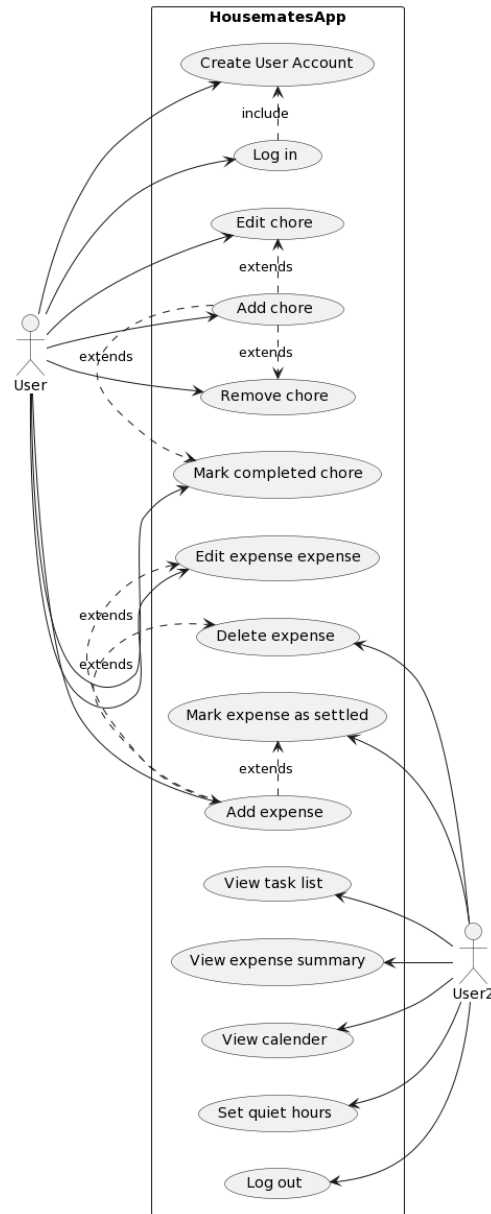 HousematesApp
Create User Account
include
Log in
Edit chore
extends
Add chore
extends
extends
User
Remove chore
Mark completed chore
Edit expense expense
extends
Delete expense
extends
Mark expense as settled
extends
Add expense
View task list
View expense summary
User2
View calender
Set quiet hours
Log out